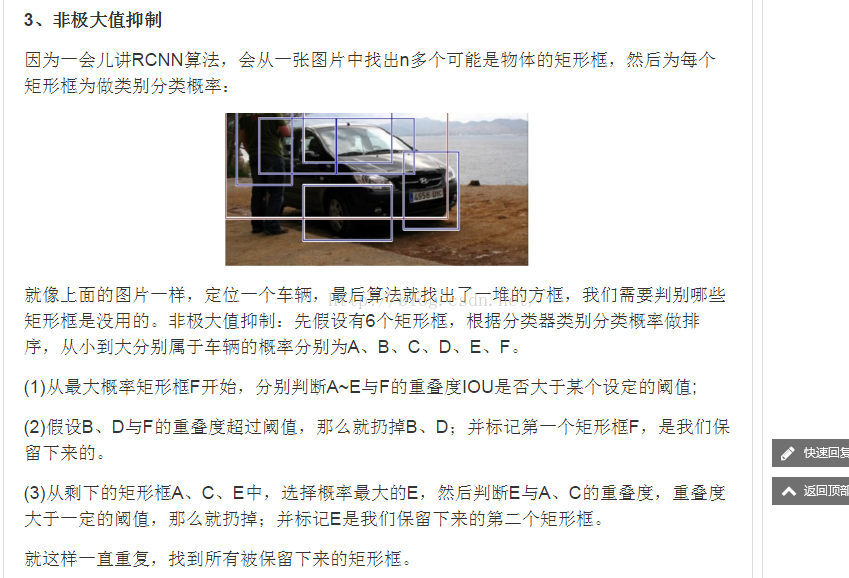 3、非极大值抑制
因为一会儿讲RCNN算法，会从一张图片中找出n多个可能是物体的矩形框，然后为每个
矩形框为做类别分类概率：
就像上面的图片一样，定位一个车辆，最后算法就找出了一堆的方框，我们需要判别哪些
矩形框是没用的。非极大值抑制：先假设有6个矩形框，根据分类器类别分类概率做排
序，从小到大分别属于车辆的概率分别为A、B、C、D、E、F。
(1)从最大概率矩形框F开始，分别判断A~E与F的重叠度IOU是否大于某个设定的阈值;
(2)假设B、D与F的重叠度超过阈值，那么就扔掉B、D；并标记第一个矩形框F，是我们保
留下来的。
(3)从剩下的矩形框A、C、E中，选择概率最大的E，然后判断E与A、C的重叠度，重叠度
大于一定的阈值，那么就扔掉；并标记E是我们保留下来的第二个矩形框。
就这样一直重复，找到所有被保留下来的矩形框。
快速回复
返回顶部